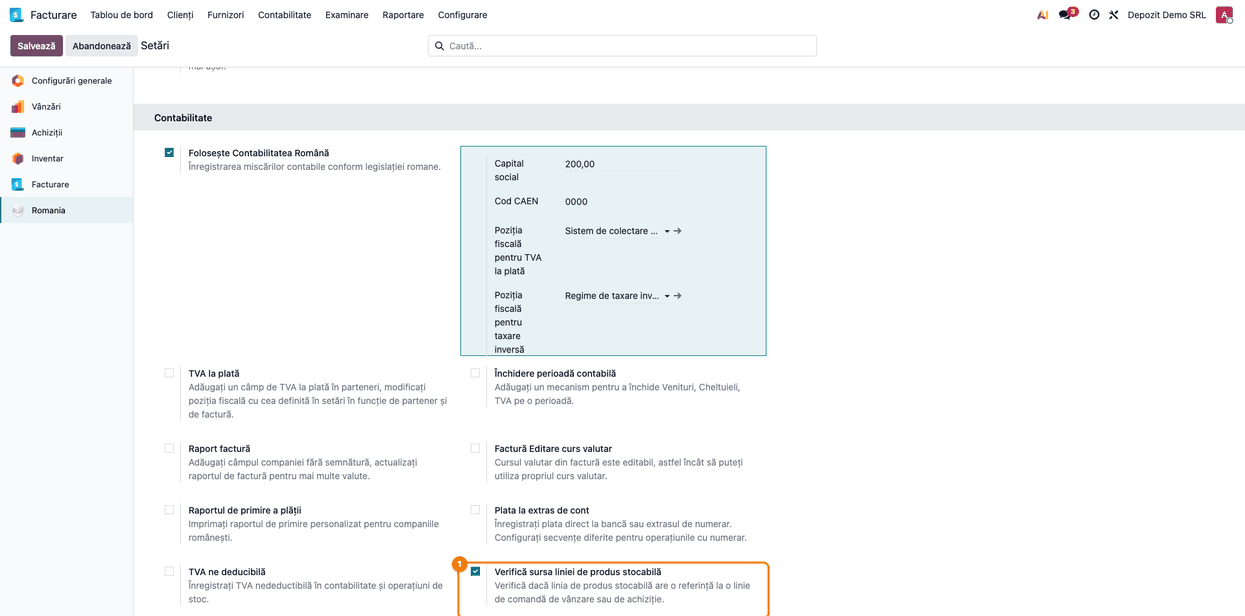 Facturare Tablou de bord Clienți Furnizori Contabilitate Examinare Raportare Configurare 3 Depozit Demo SRL A
Salvează Abandonează Setări Caută...
mai ușor.
Configurări generale
Vânzări
Achiziții
Inventar
Facturare
Romania
Contabilitate
Folosește Contabilitatea Română
Înregistrarea miscărilor contabile conform legislației romane.
Capital social 200,00
Cod CAEN 0000
Poziția fiscală pentru TVA la plată Sistem de colectare ...
Poziția fiscală pentru taxare inversă Regime de taxare inv...
TVA la plată
Adăugați un câmp de TVA la plată în parteneri, modificați
poziția fiscală cu cea definită în setări în funcție de partener și
de factură.
Închidere perioadă contabilă
Adăugați un mechanism pentru a închide Venituri, Cheltuieli,
TVA pe o perioadă.
Raport factură
Adăugați câmpul companiei fără semnătură, actualizați
raportul de factură pentru mai multe valute.
Factură Editare curs valutar
Cursul valutar din factură este editabil, astfel încât să puteți
utiliza propriul curs valutar.
Raportul de primire a plății
Imprimați raportul de primire personalizat pentru companiile
românești.
Plata la extras de cont
Înregistrați plata direct la bancă sau extrasul de numerar.
Configurați secvențe diferite pentru operațiunile cu numerar.
TVA ne deducibilă
Înregistrați TVA nedeductibilă în contabilitate și operațiuni de
stoc.
1
Verifică sursa liniei de produs stocabilă
Verifică dacă linia de produs stocabilă are o referință la o linie
de comandă de vânzare sau de achiziție.